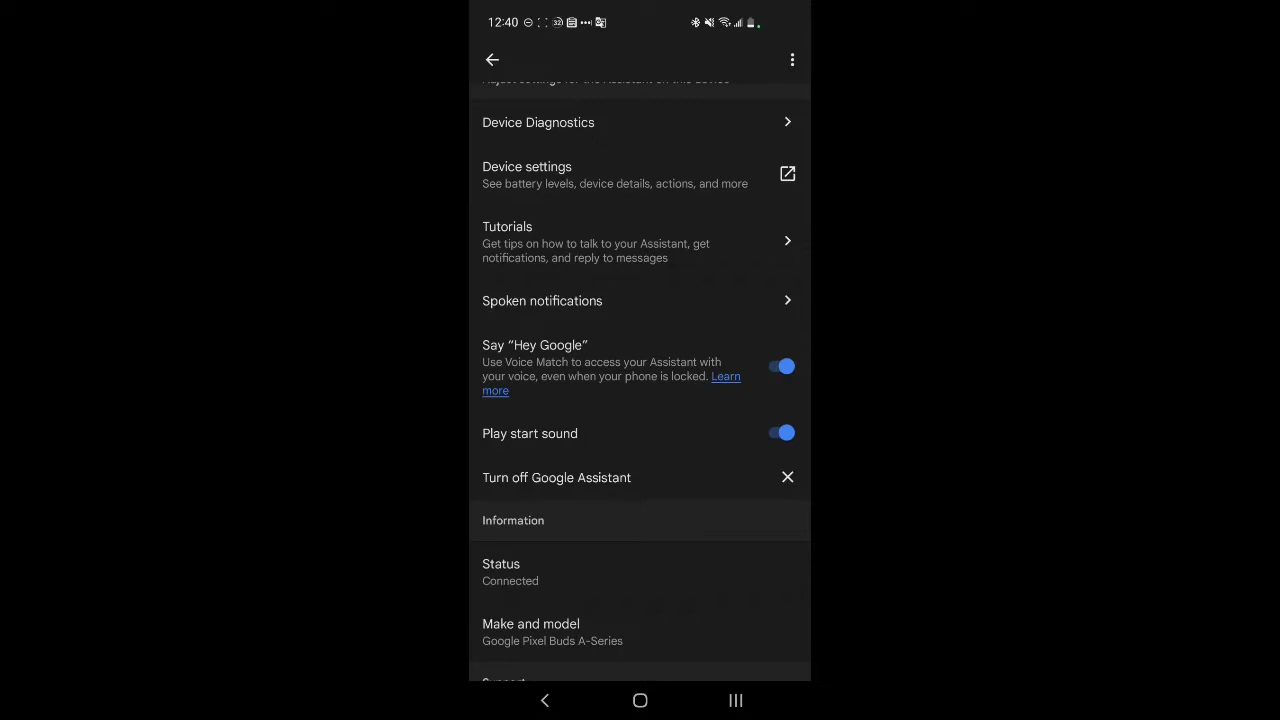 12:40
Device Diagnostics
Device settings
See battery levels, device details, actions, and more
Tutorials
Get tips on how to talk to your Assistant, get
notifications, and reply to messages
Spoken notifications
Say “Hey Google”
Use Voice Match to access your Assistant with
your voice, even when your phone is locked. Learn
more
Play start sound
Turn off Google Assistant
Information
Status
Connected
Make and model
Google Pixel Buds A-Series